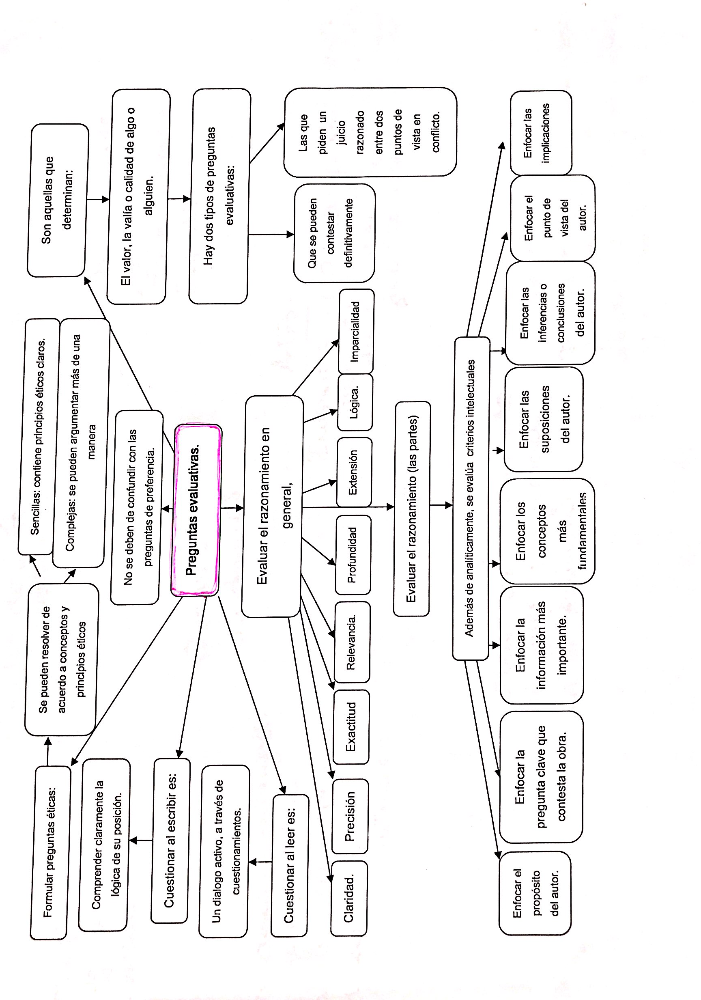 Formular preguntas éticas:
Se pueden resolver de
acuerdo a conceptos y
principios éticos
Sencillas: contiene principios éticos claros.
Complejas: se pueden argumentar más de una
manera
Son aquellas que
determinan:
El valor, la valía o calidad de algo o
alguien.
Hay dos tipos de preguntas
evaluativas:
Que se pueden
contestar
definitivamente
Las que
piden un
juicio
razonado
entre dos
puntos de
vista en
conflicto.
Comprender claramente la
lógica de su posición.
Cuestionar al escribir es:
Un dialogo activo, a través de
cuestionamientos.
Cuestionar al leer es:
No se deben de confundir con las
preguntas de preferencia.
Preguntas evaluativas.
Evaluar el razonamiento en
general,
Claridad.
Precisión
Exactitud
Relevancia.
Profundidad
Extensión
Lógica.
Imparcialidad
Evaluar el razonamiento (las partes)
Además de analíticamente, se evalúa criterios intelectuales
Enfocar el
propósito
del autor.
Enfocar la
pregunta clave que
contesta la obra.
Enfocar la
información más
importante.
Enfocar los
conceptos
más
fundamentales
Enfocar las
suposiciones
del autor.
Enfocar las
inferencias o
conclusiones
del autor.
Enfocar el
punto de
vista del
autor.
Enfocar las
implicaciones